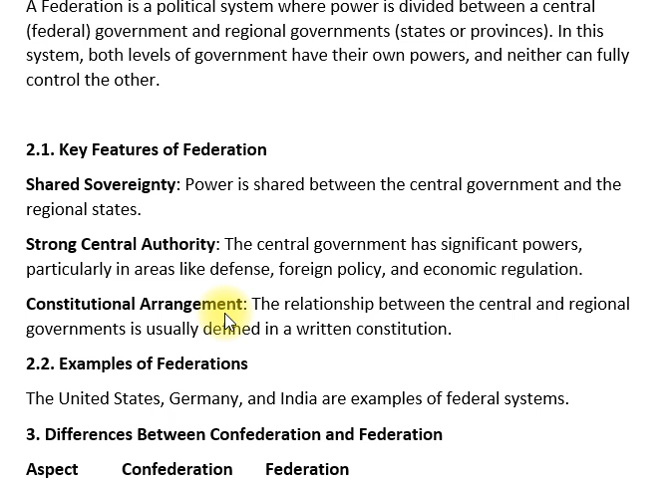 A Federation is a political system where power is divided between a central
(federal) government and regional governments (states or provinces). In this
system, both levels of government have their own powers, and neither can fully
control the other.
2.1. Key Features of Federation
Shared Sovereignty: Power is shared between the central government and the
regional states.
Strong Central Authority: The central government has significant powers,
particularly in areas like defense, foreign policy, and economic regulation.
Constitutional Arrangement: The relationship between the central and regional
governments is usually defined in a written constitution.
2.2. Examples of Federations
The United States, Germany, and India are examples of federal systems.
3. Differences Between Confederation and Federation
Aspect Confederation Federation